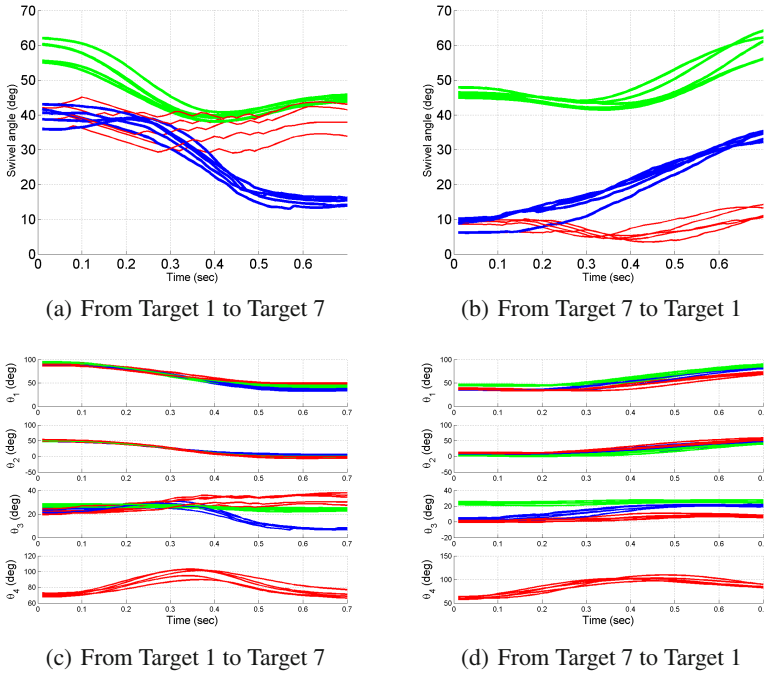 70
60
50
40
30
20
10
0
Swivel angle (deg)
0 0.1 0.2 0.3 0.4 0.5 0.6
Time (sec)
(a) From Target 1 to Target 7
70
60
50
40
30
20
10
0
Swivel angle (deg)
0 0.2 0.4 0.6
Time (sec)
(b) From Target 7 to Target 1
100
50
0
θ1 (deg)
0 0.1 0.2 0.3 0.4 0.5 0.6 0.7
100
50
0
-50
θ2 (deg)
0 0.1 0.2 0.3 0.4 0.5 0.6 0.7
40
20
0
θ3 (deg)
0 0.1 0.2 0.3 0.4 0.5 0.6 0.7
120
100
80
60
θ4 (deg)
0 0.1 0.2 0.3 0.4 0.5 0.6 0.7
Time (sec)
(c) From Target 1 to Target 7
100
50
0
θ1 (deg)
0 0.1 0.2 0.3 0.4 0.5 0.6 0.
100
50
0
-50
θ2 (deg)
0 0.1 0.2 0.3 0.4 0.5 0.6 0.
40
20
0
-20
θ3 (deg)
0 0.1 0.2 0.3 0.4 0.5 0.6 0.
150
100
50
θ4 (deg)
0 0.1 0.2 0.3 0.4 0.5 0.6 0.
Time (sec)
(d) From Target 7 to Target 1